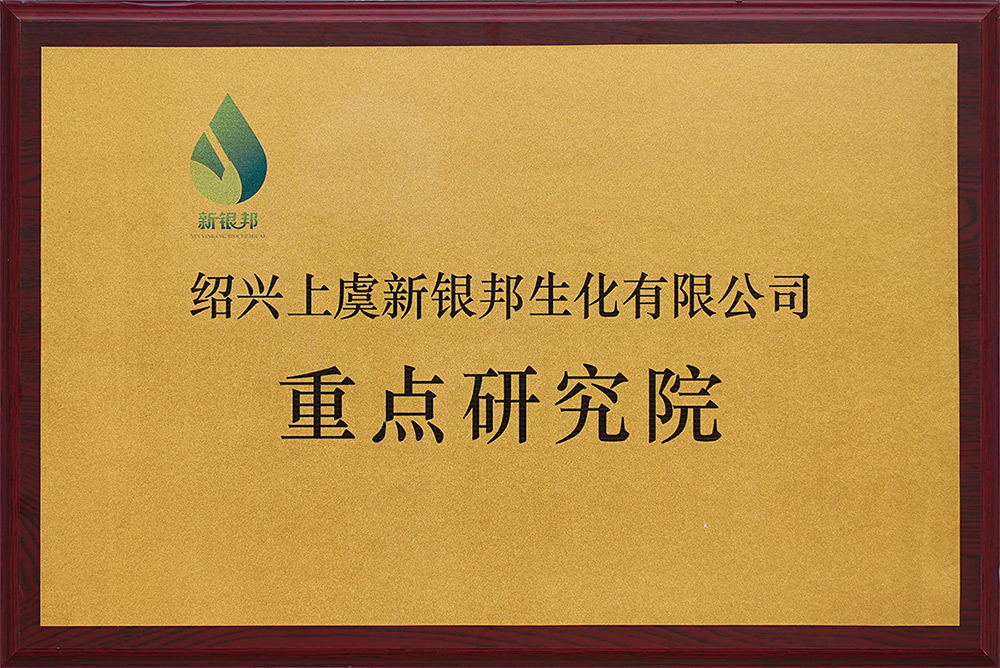 新银邦
绍兴上虞新银邦生化有限公司
重点研究院